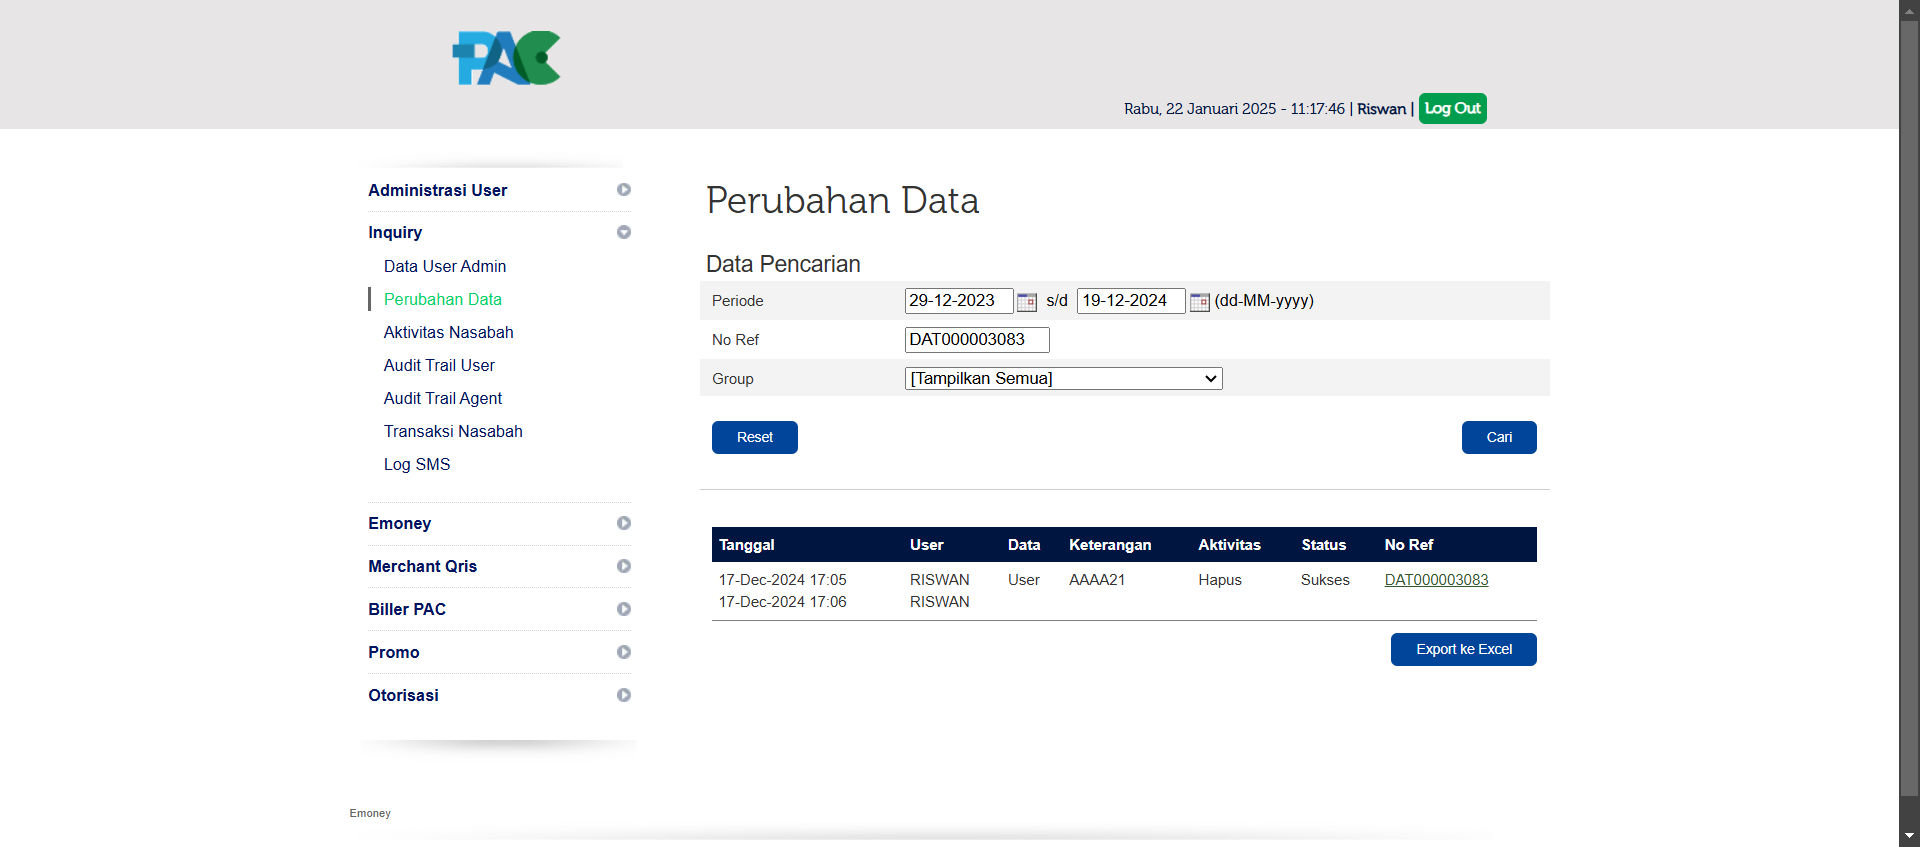 PAC
Rabu, 22 Januari 2025 - 11:17:46 | Riswan | Log Out
Administrasi User
Inquiry
Data User Admin
Perubahan Data
Aktivitas Nasabah
Audit Trail User
Audit Trail Agent
Transaksi Nasabah
Log SMS
Emoney
Merchant Qris
Biller PAC
Promo
Otorisasi
Perubahan Data
Data Pencarian
Periode 29-12-2023 s/d 19-12-2024 (dd-MM-yyyy)
No Ref DAT000003083
Group [Tampilkan Semua]
Reset Cari
Tanggal User Data Keterangan Aktivitas Status No Ref
17-Dec-2024 17:05 RISWAN User AAAA21 Hapus Sukses DAT000003083
17-Dec-2024 17:06 RISWAN
Export ke Excel
Emoney